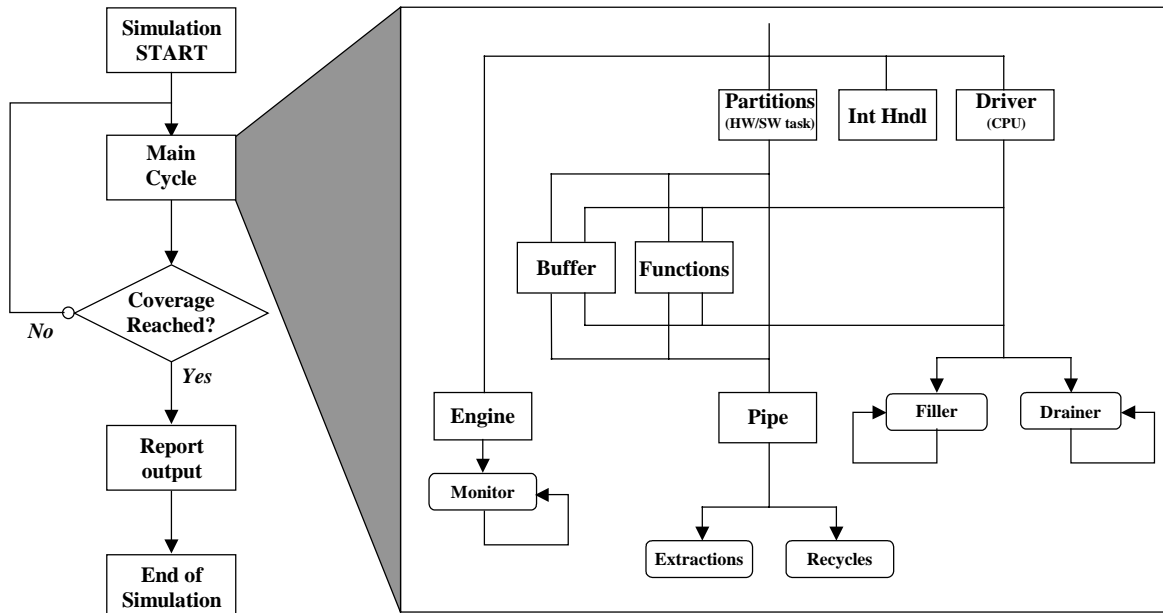 Simulation
START
Main
Cycle
Coverage
Reached?
No
Yes
Report
output
End of
Simulation
Partitions
(HW/SW task)
Int Hndl
Driver
(CPU)
Buffer
Functions
Engine
Pipe
Filler
Drainer
Monitor
Extractions
Recycles